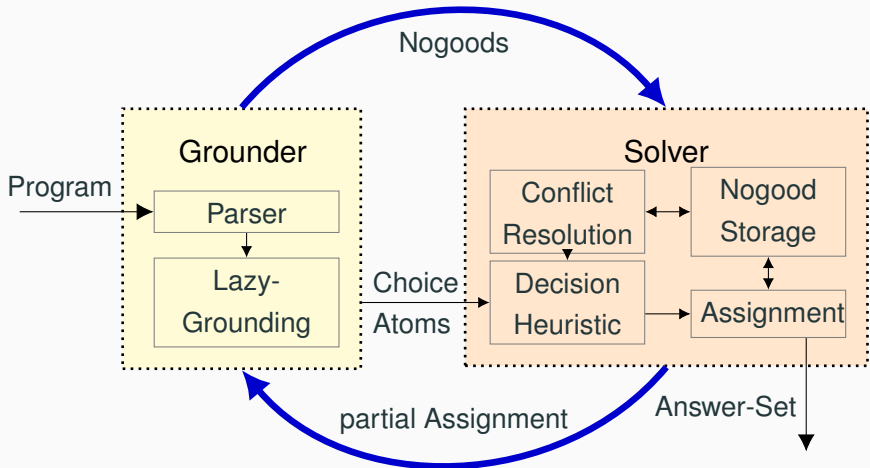 Nogoods
Grounder
Solver
Program
Parser
Lazy-
Grounding
Choice
Atoms
Conflict
Resolution
Nogood
Storage
Decision
Heuristic
Assignment
partial Assignment
Answer-Set